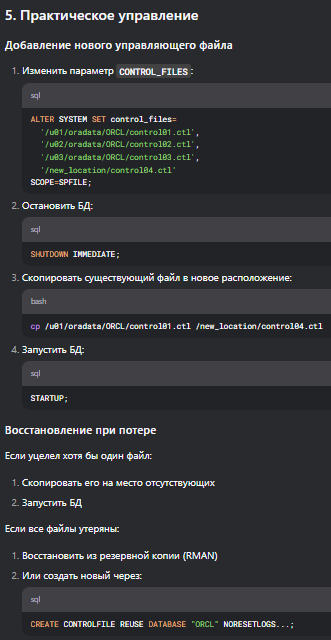 5. Практическое управление
Добавление нового управляющего файла
1. Изменить параметр CONTROL_FILES:
sql
ALTER SYSTEM SET control_files=
'/u01/oradata/ORCL/control01.ctl',
'/u02/oradata/ORCL/control02.ctl',
'/u03/oradata/ORCL/control03.ctl',
'/new_location/control04.ctl'
SCOPE=SPFILE;
2. Остановить БД:
sql
SHUTDOWN IMMEDIATE;
3. Скопировать существующий файл в новое расположение:
bash
cp /u01/oradata/ORCL/control01.ctl /new_location/control04.ctl
4. Запустить БД:
sql
STARTUP;
Восстановление при потере
Если уцелел хотя бы один файл:
1. Скопировать его на место отсутствующих
2. Запустить БД
Если все файлы утеряны:
1. Восстановить из резервной копии (RMAN)
2. Или создать новый через:
sql
CREATE CONTROLFILE REUSE DATABASE "ORCL" NORESETLOGS...;